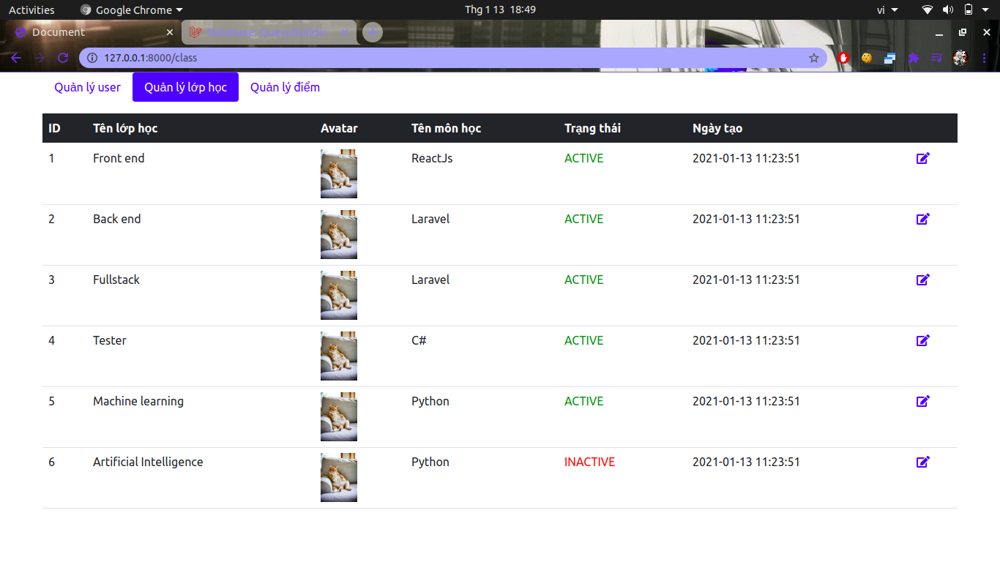 Activities Google Chrome Thg 1 13 18:49 vi
Document Database: Query Builder
127.0.0.1:8000/class
Quản lý user Quản lý lớp học Quản lý điểm
ID Tên lớp học Avatar Tên môn học Trạng thái Ngày tạo
1 Front end ReactJs ACTIVE 2021-01-13 11:23:51
2 Back end Laravel ACTIVE 2021-01-13 11:23:51
3 Fullstack Laravel ACTIVE 2021-01-13 11:23:51
4 Tester C# ACTIVE 2021-01-13 11:23:51
5 Machine learning Python ACTIVE 2021-01-13 11:23:51
6 Artificial Intelligence Python INACTIVE 2021-01-13 11:23:51